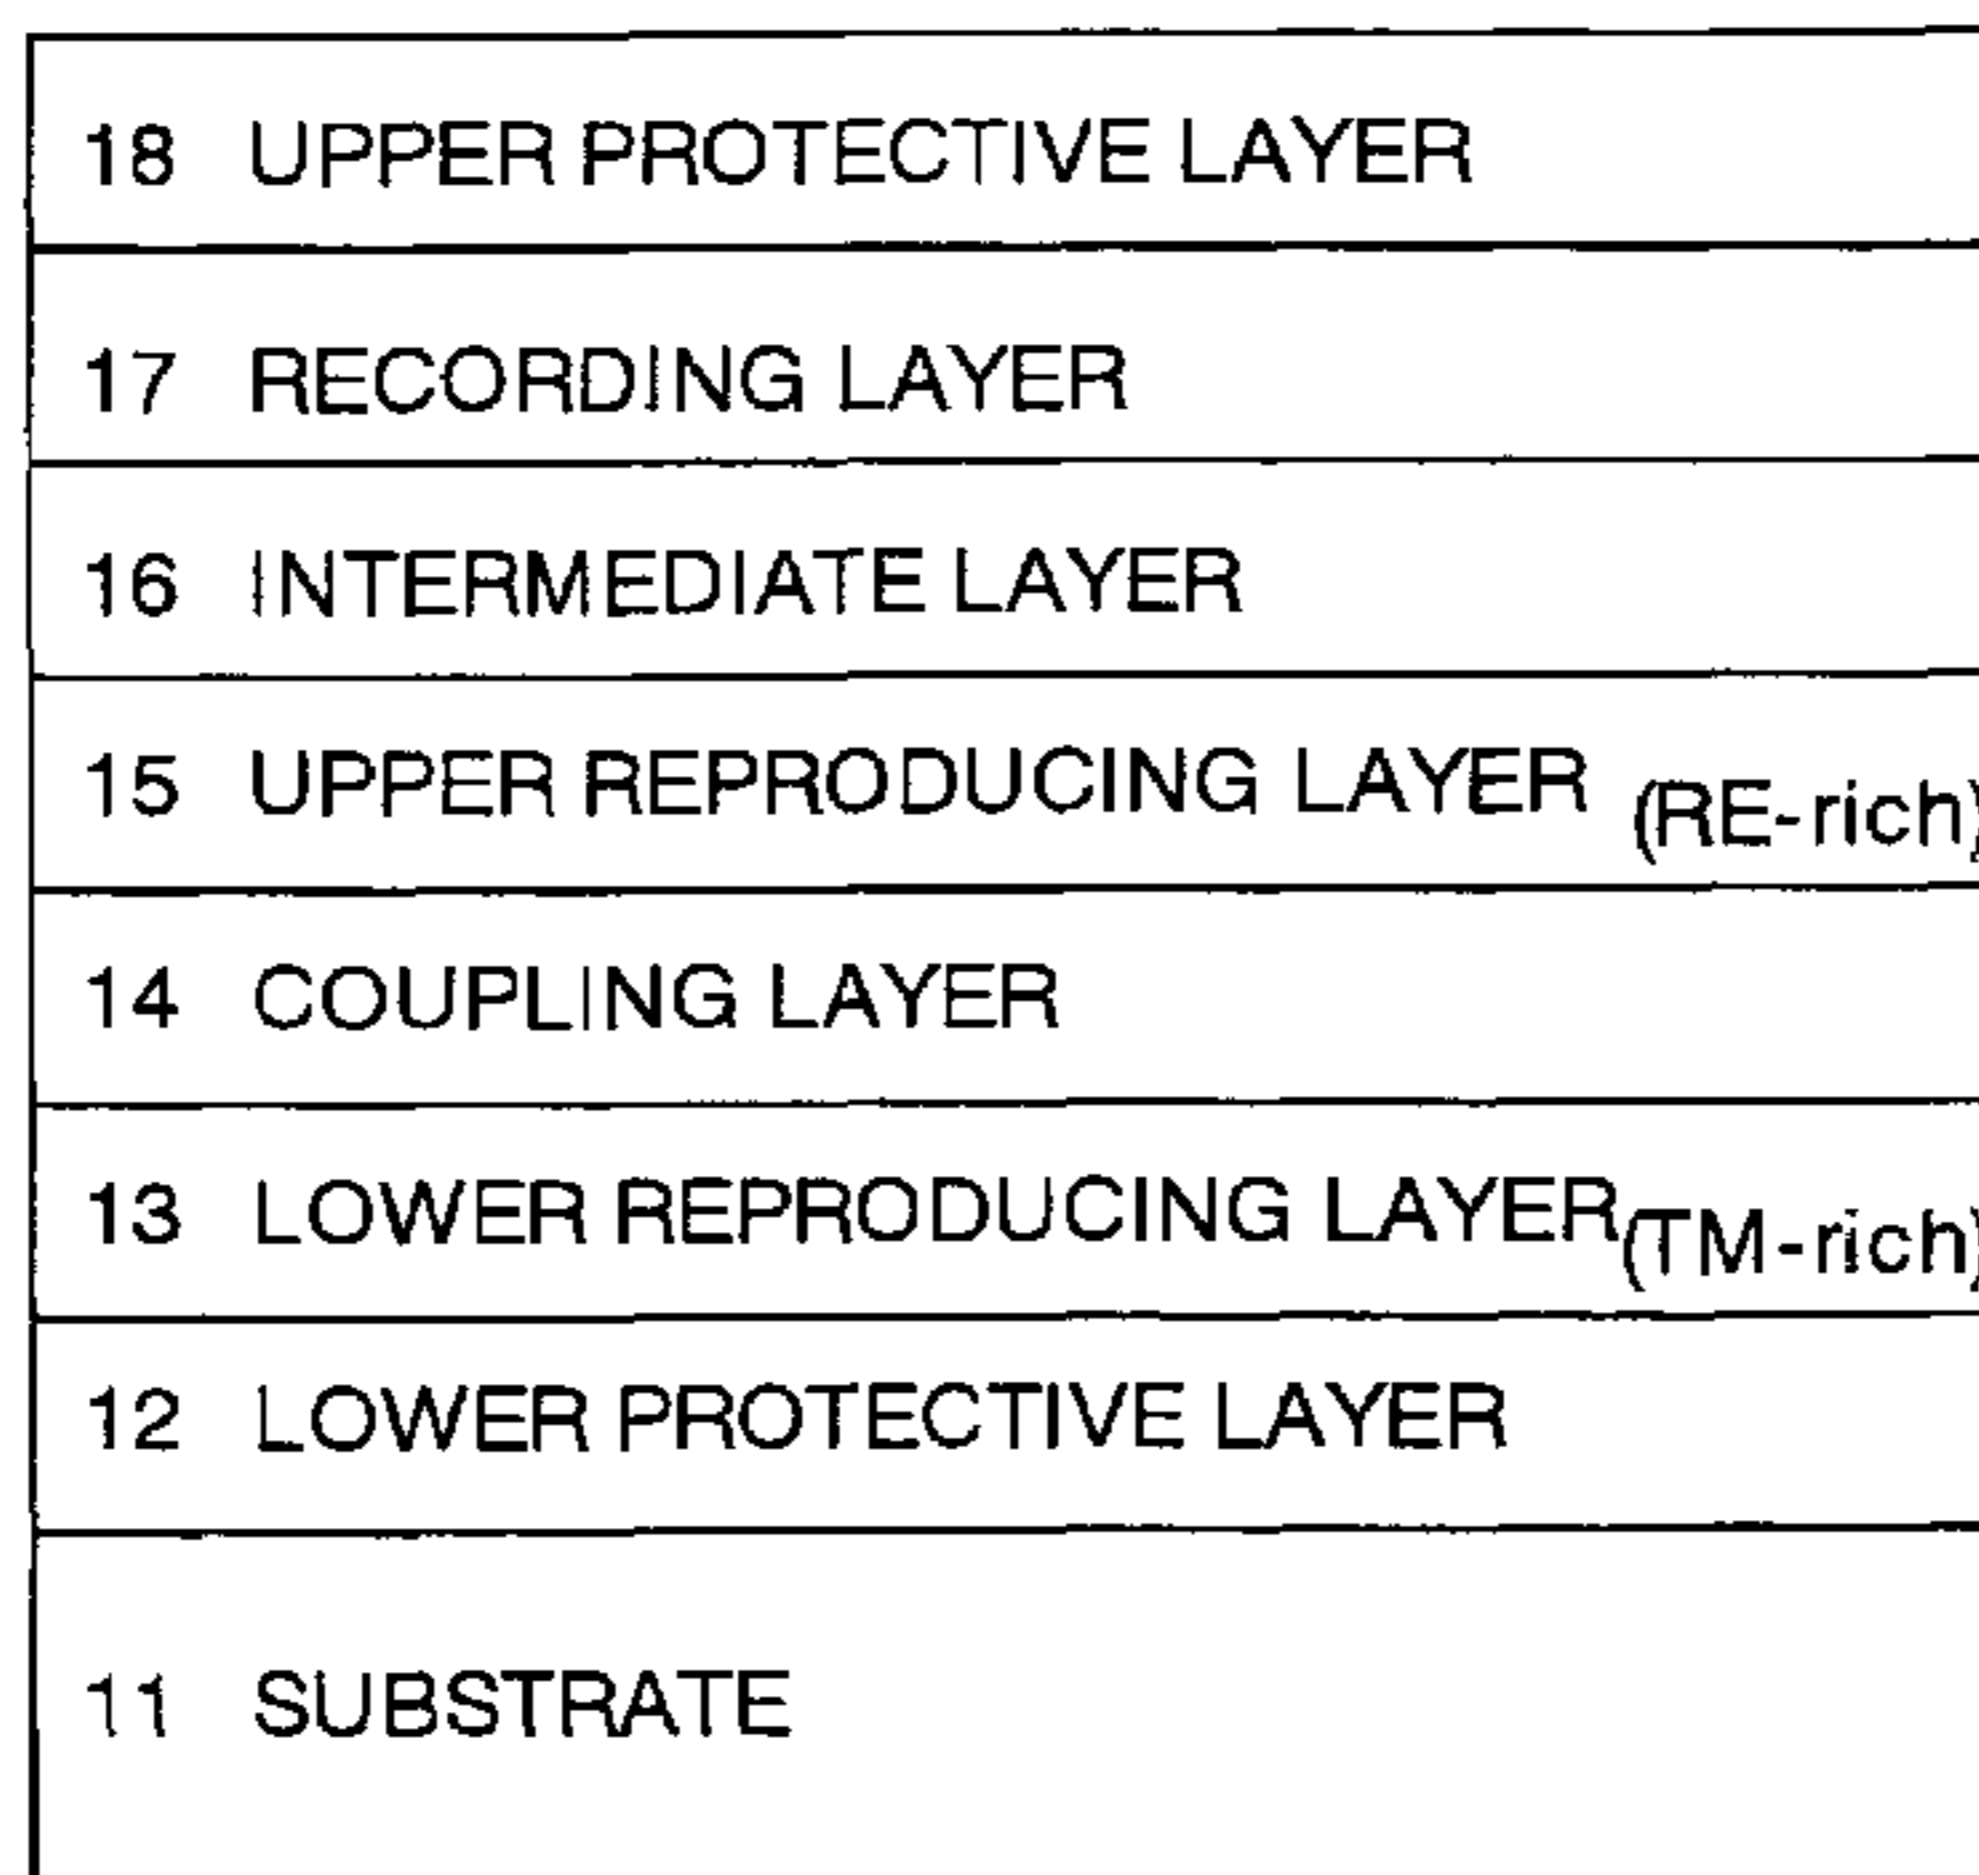 18 UPPER PROTECTIVE LAYER
17 RECORDING LAYER
16 INTERMEDIATE LAYER
15 UPPER REPRODUCING LAYER (RE-rich)
14 COUPLING LAYER
13 LOWER REPRODUCING LAYER (TM-rich)
12 LOWER PROTECTIVE LAYER
11 SUBSTRATE